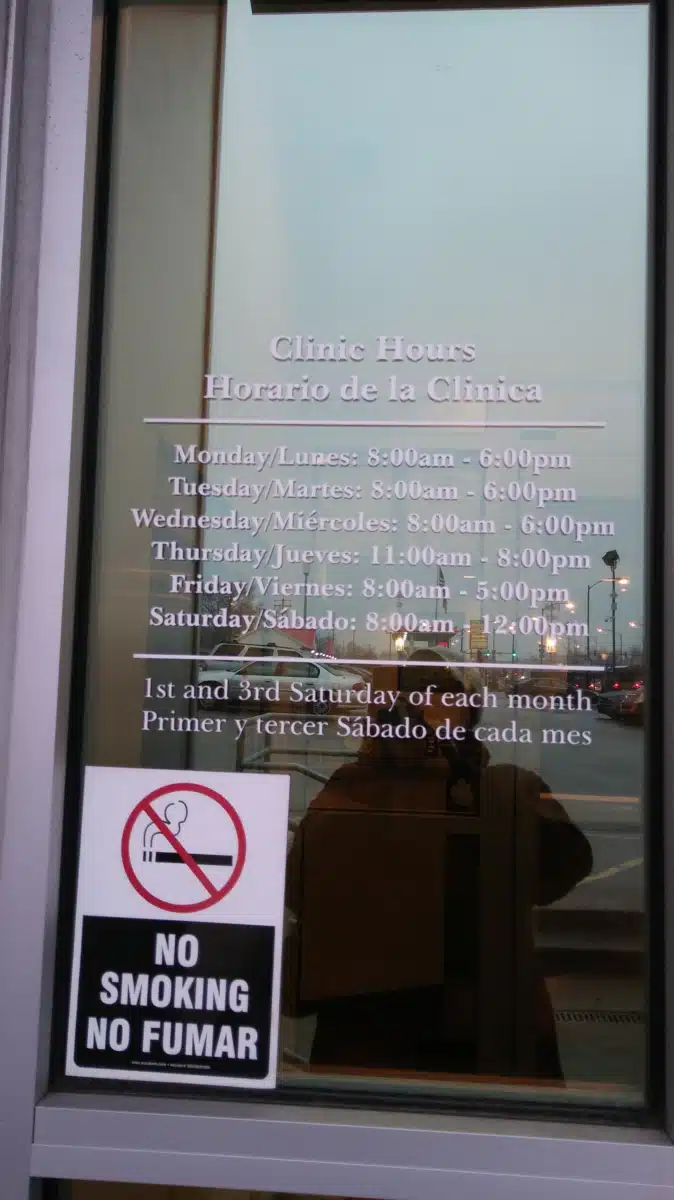 Clinic Hours
Horario de la Clinica
Monday/Lunes: 8:00am - 6:00pm
Tuesday/Martes: 8:00am - 6:00pm
Wednesday/Miércoles: 8:00am - 6:00pm
Thursday/Jueves: 11:00am - 8:00pm
Friday/Viernes: 8:00am - 5:00pm
Saturday/Sábado: 8:00am - 12:00pm
1st and 3rd Saturday of each month
Primer y tercer Sábado de cada mes
NO
SMOKING
NO FUMAR